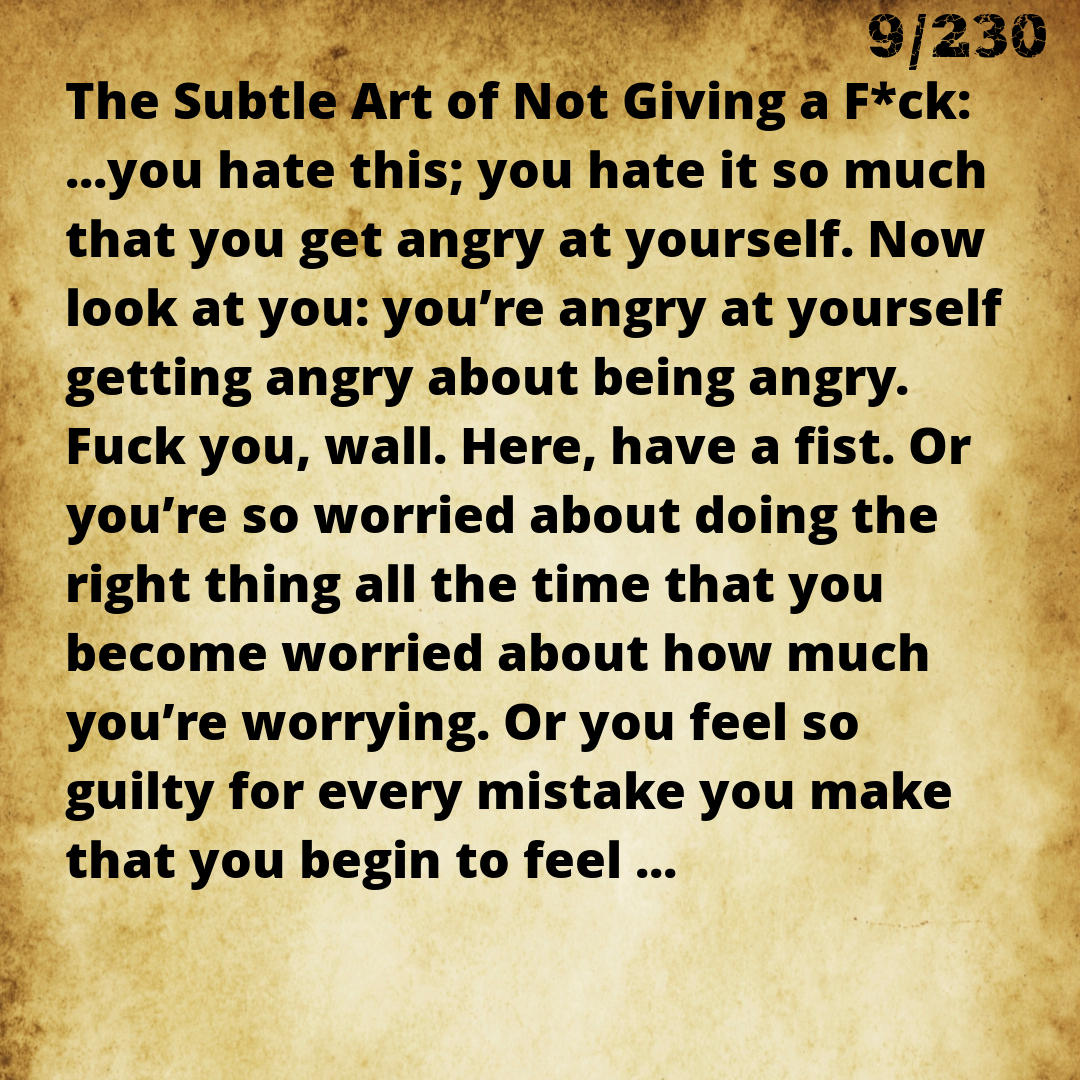 9/230
The Subtle Art of Not Giving a F*ck:
...you hate this; you hate it so much
that you get angry at yourself. Now
look at you: you’re angry at yourself
getting angry about being angry.
Fuck you, wall. Here, have a fist. Or
you’re so worried about doing the
right thing all the time that you
become worried about how much
you’re worrying. Or you feel so
guilty for every mistake you make
that you begin to feel ...